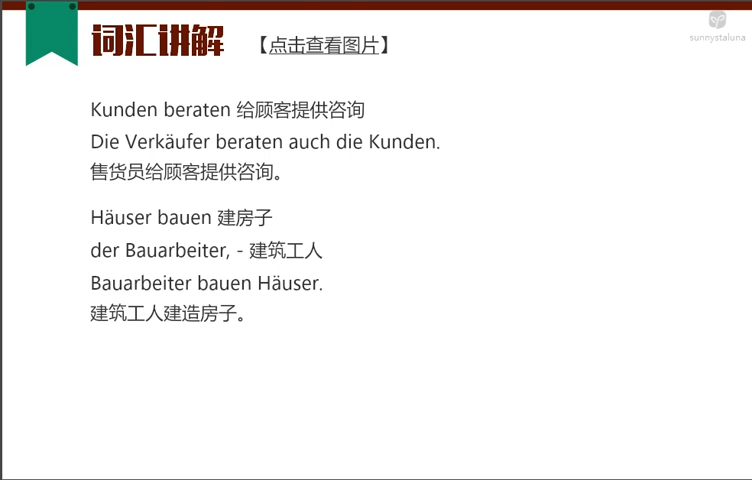 词汇讲解 【点击查看图片】
sunnystaluna
Kunden beraten 给顾客提供咨询
Die Verkäufer beraten auch die Kunden.
售货员给顾客提供咨询。
Häuser bauen 建房子
der Bauarbeiter, - 建筑工人
Bauarbeiter bauen Häuser.
建筑工人建造房子。